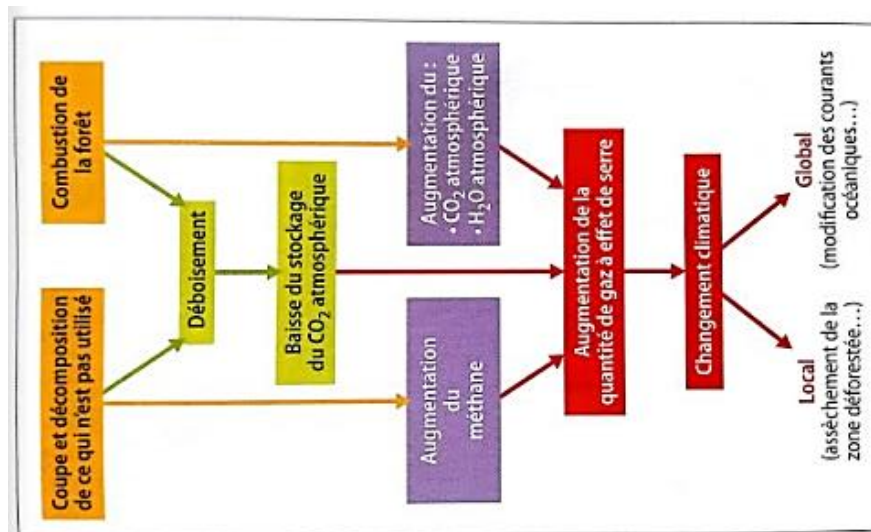 Coupe et décomposition
de ce qui n'est pas utilisé
Combustion de
la forêt
Déboisement
Baisse du stockage
du CO₂ atmosphérique
Augmentation
du
méthane
Augmentation du :
• CO₂ atmosphérique
• H₂O atmosphérique
Augmentation de la
quantité de gaz à effet de serre
Changement climatique
Local
(assèchement de la
zone déforestée...)
Global
(modification des courants
océaniques...)